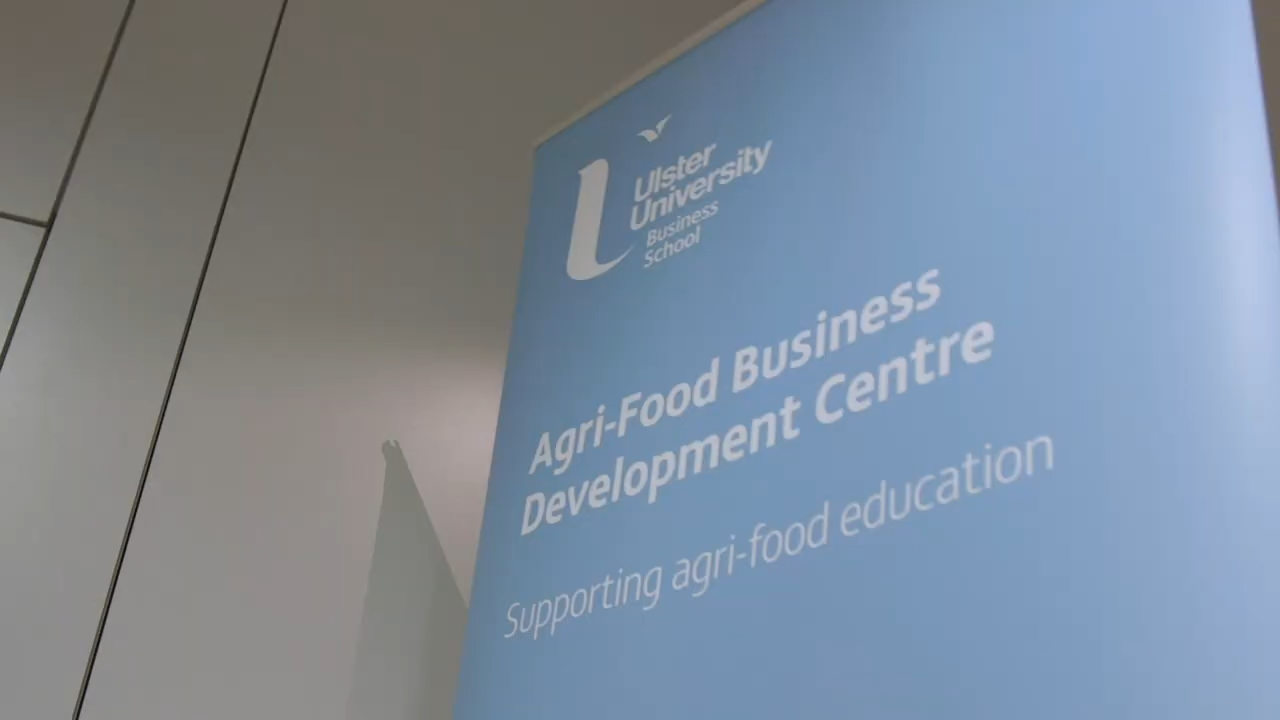 Ulster
University
Business
School
Agri-Food Business
Development Centre
Supporting agri-food education